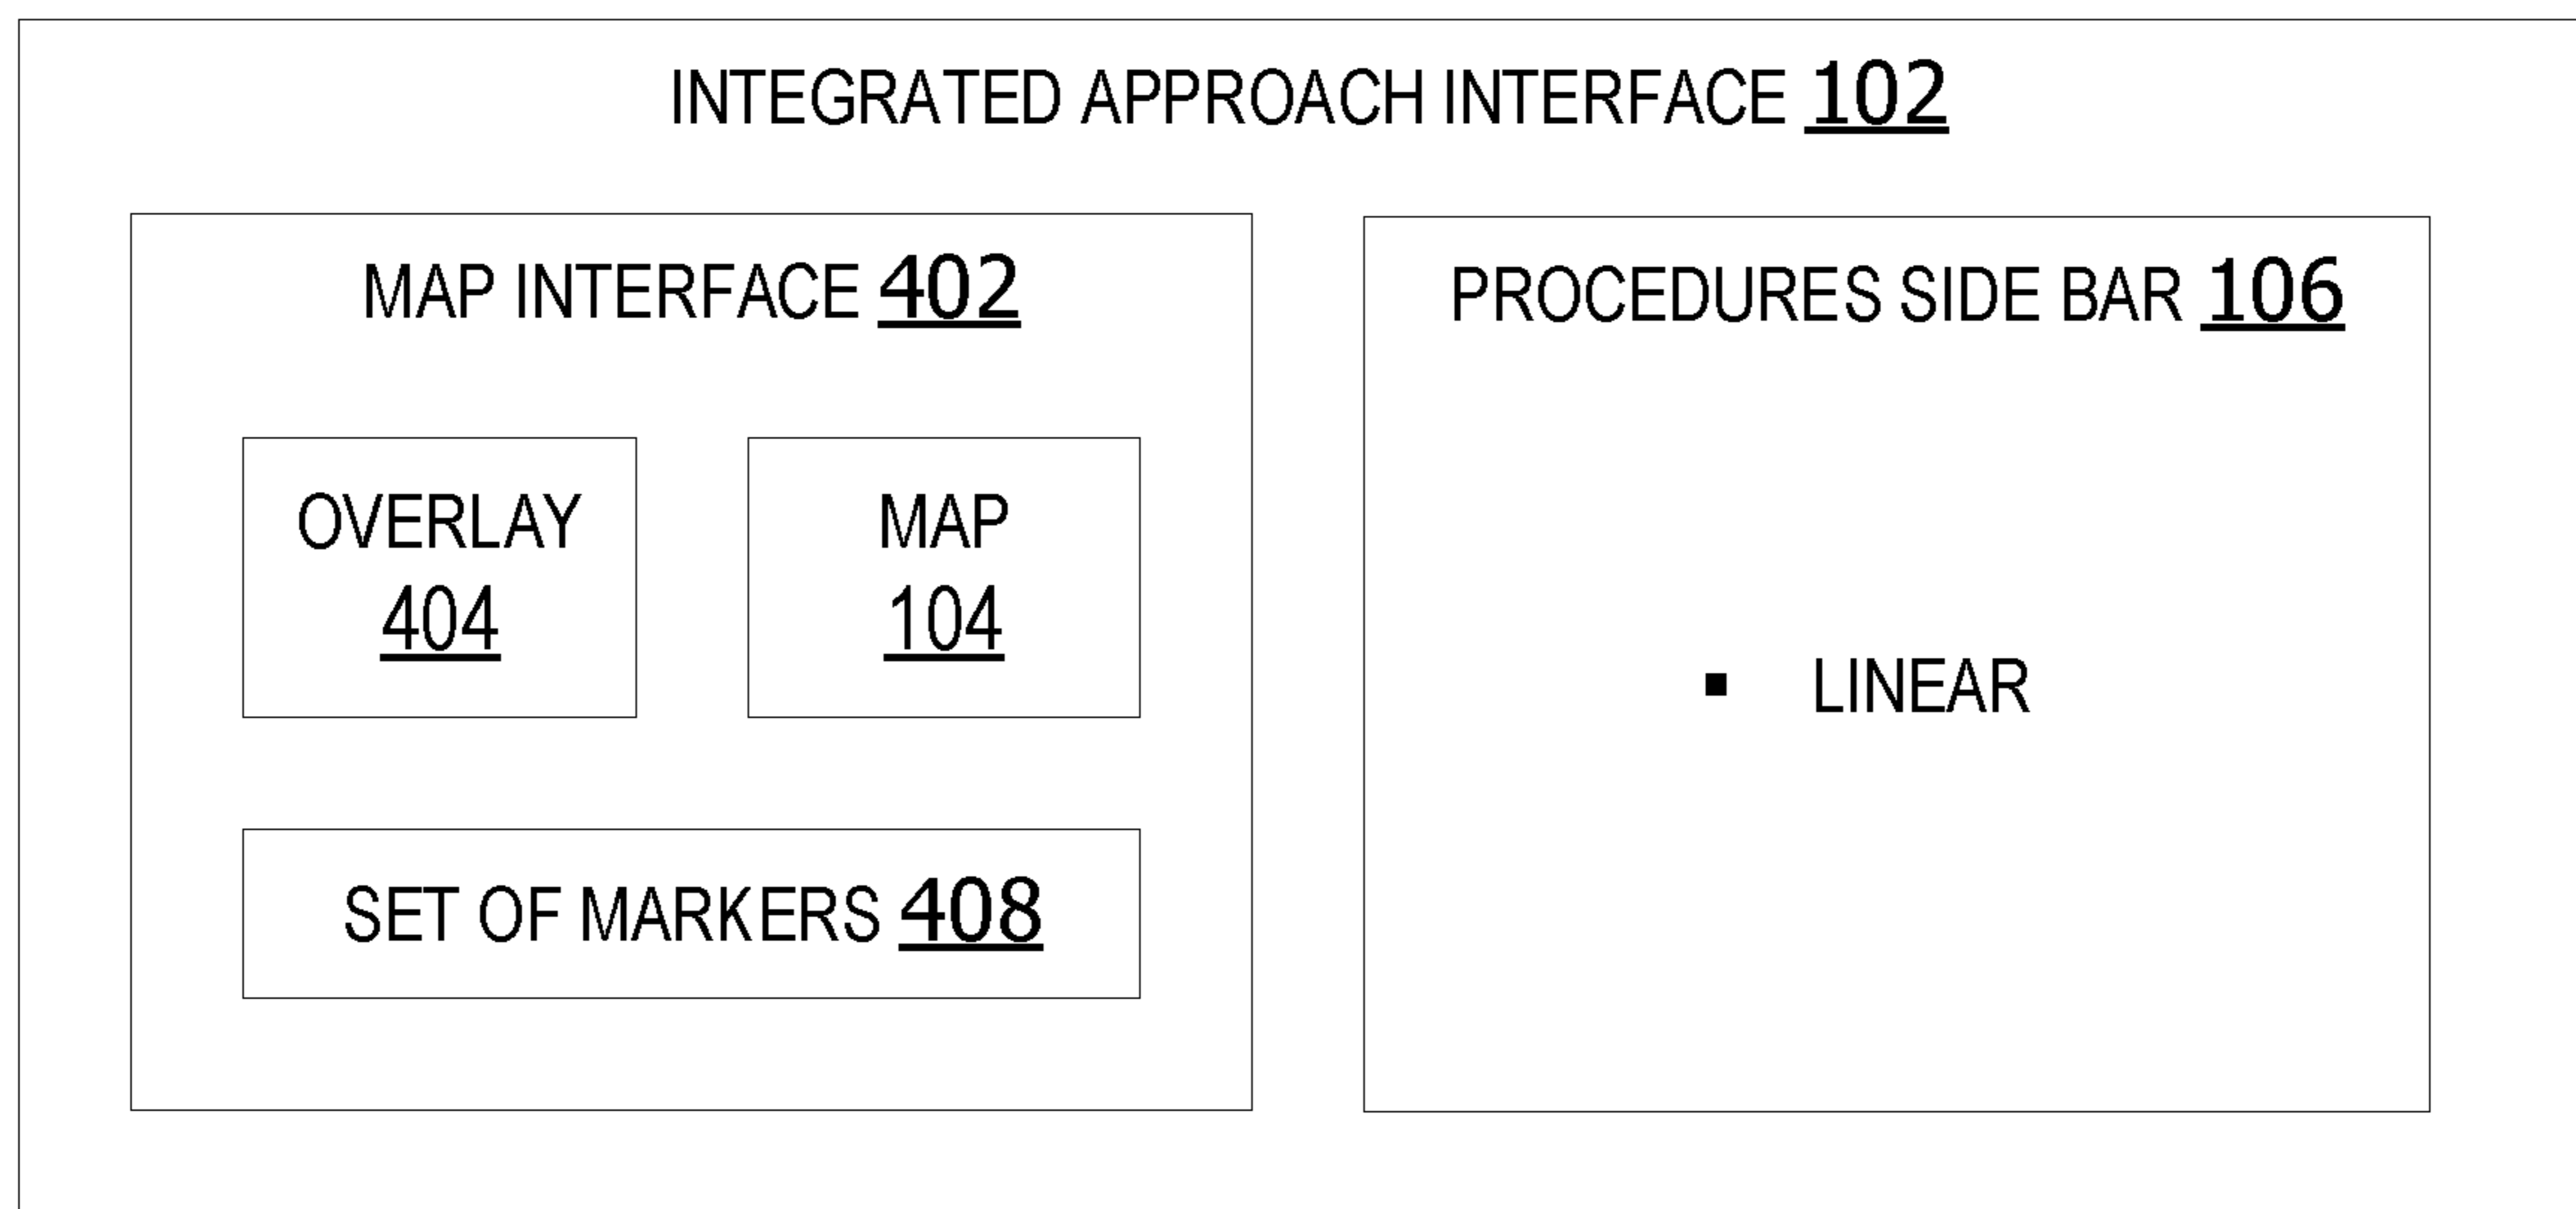 INTEGRATED APPROACH INTERFACE 102
MAP INTERFACE 402
OVERLAY
404
MAP
104
SET OF MARKERS 408
PROCEDURES SIDE BAR 106
▪ LINEAR